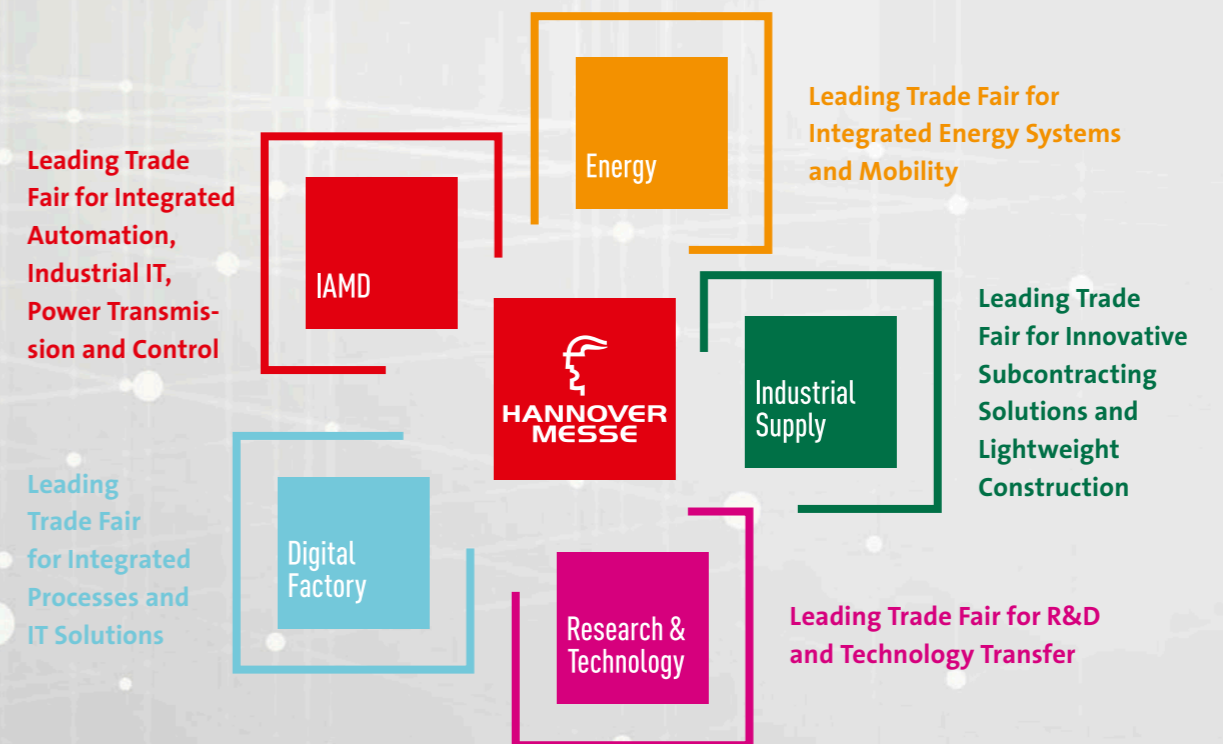 Leading Trade Fair for
Integrated Energy Systems
and Mobility
Energy
Leading Trade
Fair for Integrated
Automation,
Industrial IT,
Power Transmis-
sion and Control
IAMD
HANNOVER
MESSE
Industrial
Supply
Leading Trade
Fair for Innovative
Subcontracting
Solutions and
Lightweight
Construction
Leading
Trade Fair
for Integrated
Processes and
IT Solutions
Digital
Factory
Research &
Technology
Leading Trade Fair for R&D
and Technology Transfer